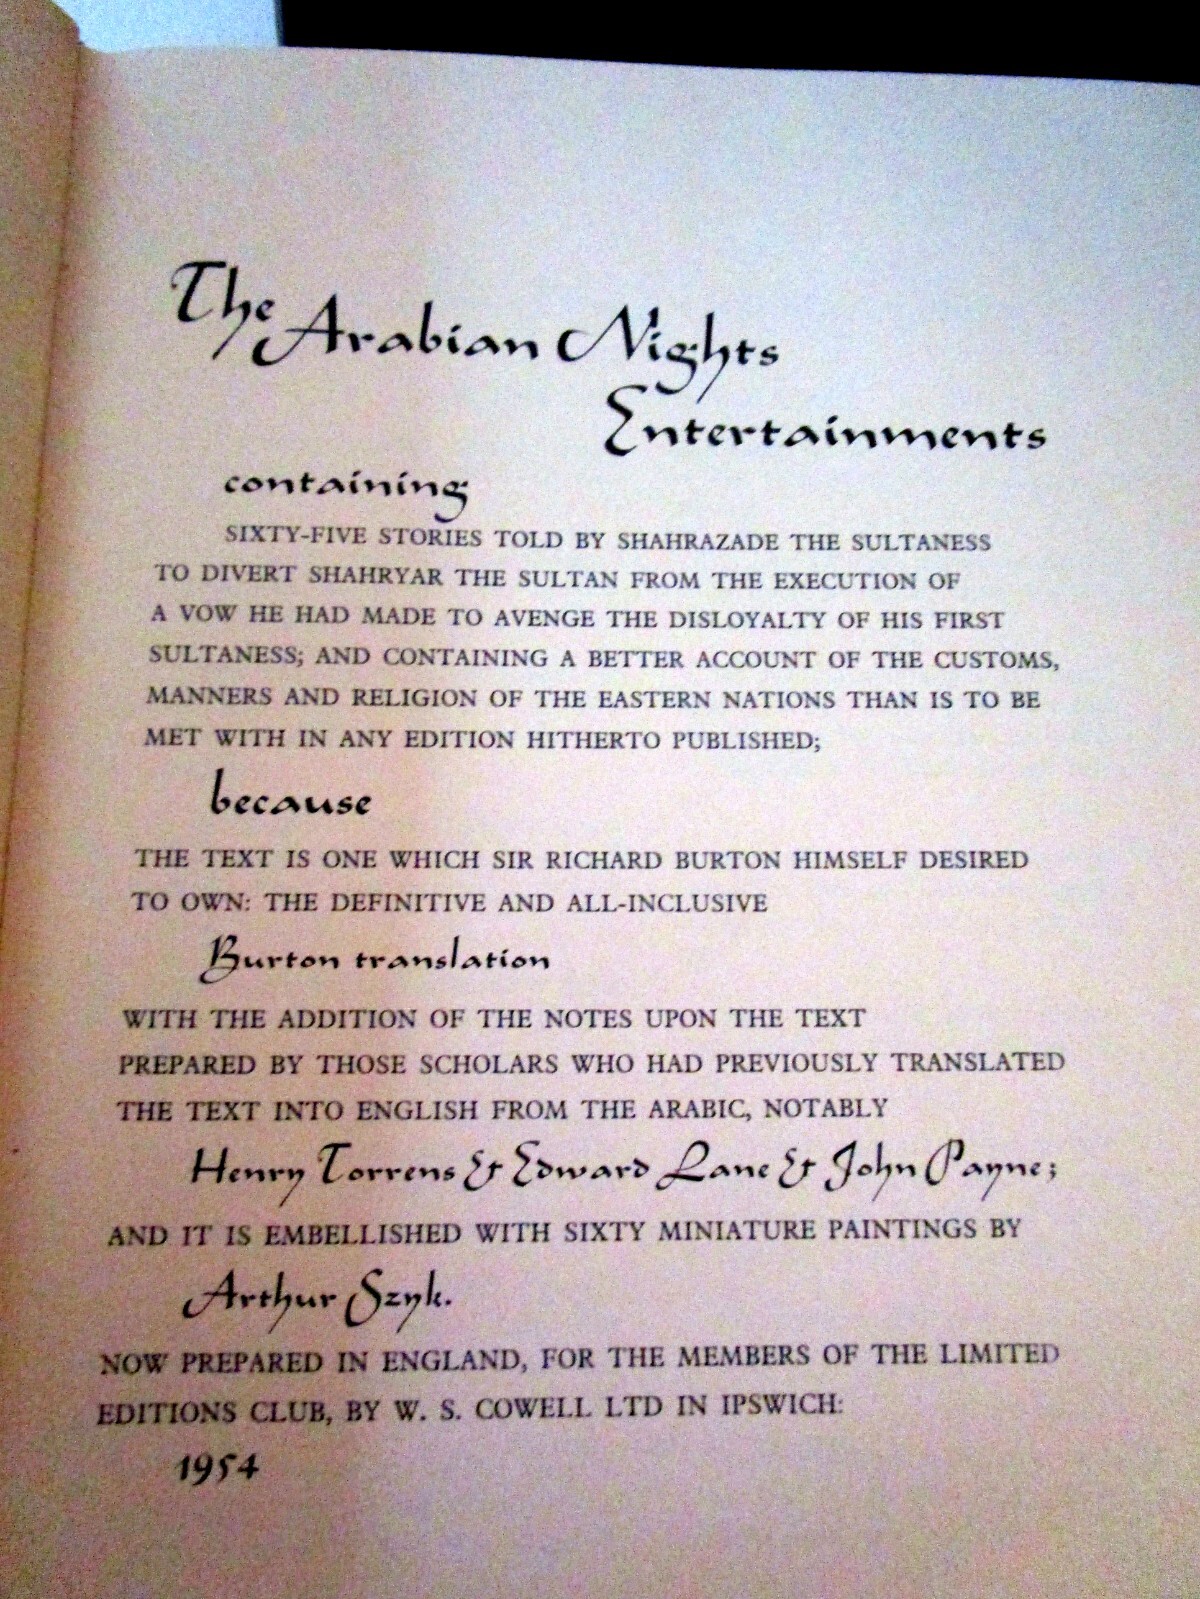 The
Arabian Nights
Entertainments
containing
SIXTY-FIVE STORIES TOLD BY SHAHRAZADE THE SULTANESS
TO DIVERT SHAHRYAR THE SULTAN FROM THE EXECUTION OF
A VOW HE HAD MADE TO AVENGE THE DISLOYALTY OF HIS FIRST
SULTANESS; AND CONTAINING A BETTER ACCOUNT OF THE CUSTOMS,
MANNERS AND RELIGION OF THE EASTERN NATIONS THAN IS TO BE
MET WITH IN ANY EDITION HITHERTO PUBLISHED;
because
THE TEXT IS ONE WHICH SIR RICHARD BURTON HIMSELF DESIRED
TO OWN: THE DEFINITIVE AND ALL-INCLUSIVE
Burton translation
WITH THE ADDITION OF THE NOTES UPON THE TEXT
PREPARED BY THOSE SCHOLARS WHO HAD PREVIOUSLY TRANSLATED
THE TEXT INTO ENGLISH FROM THE ARABIC, NOTABLY
Henry Torrens & Edward Lane & John Payne;
AND IT IS EMBELLISHED WITH SIXTY MINIATURE PAINTINGS BY
Arthur Szyk.
NOW PREPARED IN ENGLAND, FOR THE MEMBERS OF THE LIMITED
EDITIONS CLUB, BY W. S. COWELL LTD IN IPSWICH:
1954